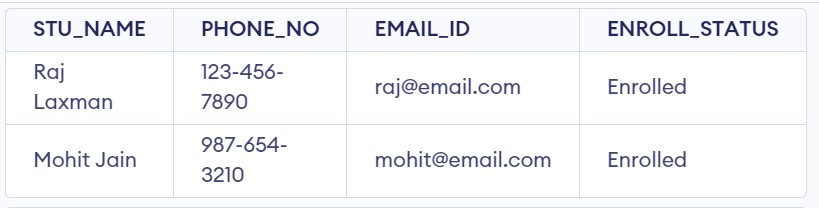 STU_NAME PHONE_NO EMAIL_ID ENROLL_STATUS
Raj
Laxman
123-456-
7890
raj@email.com
Enrolled
Mohit Jain
987-654-
3210
mohit@email.com
Enrolled